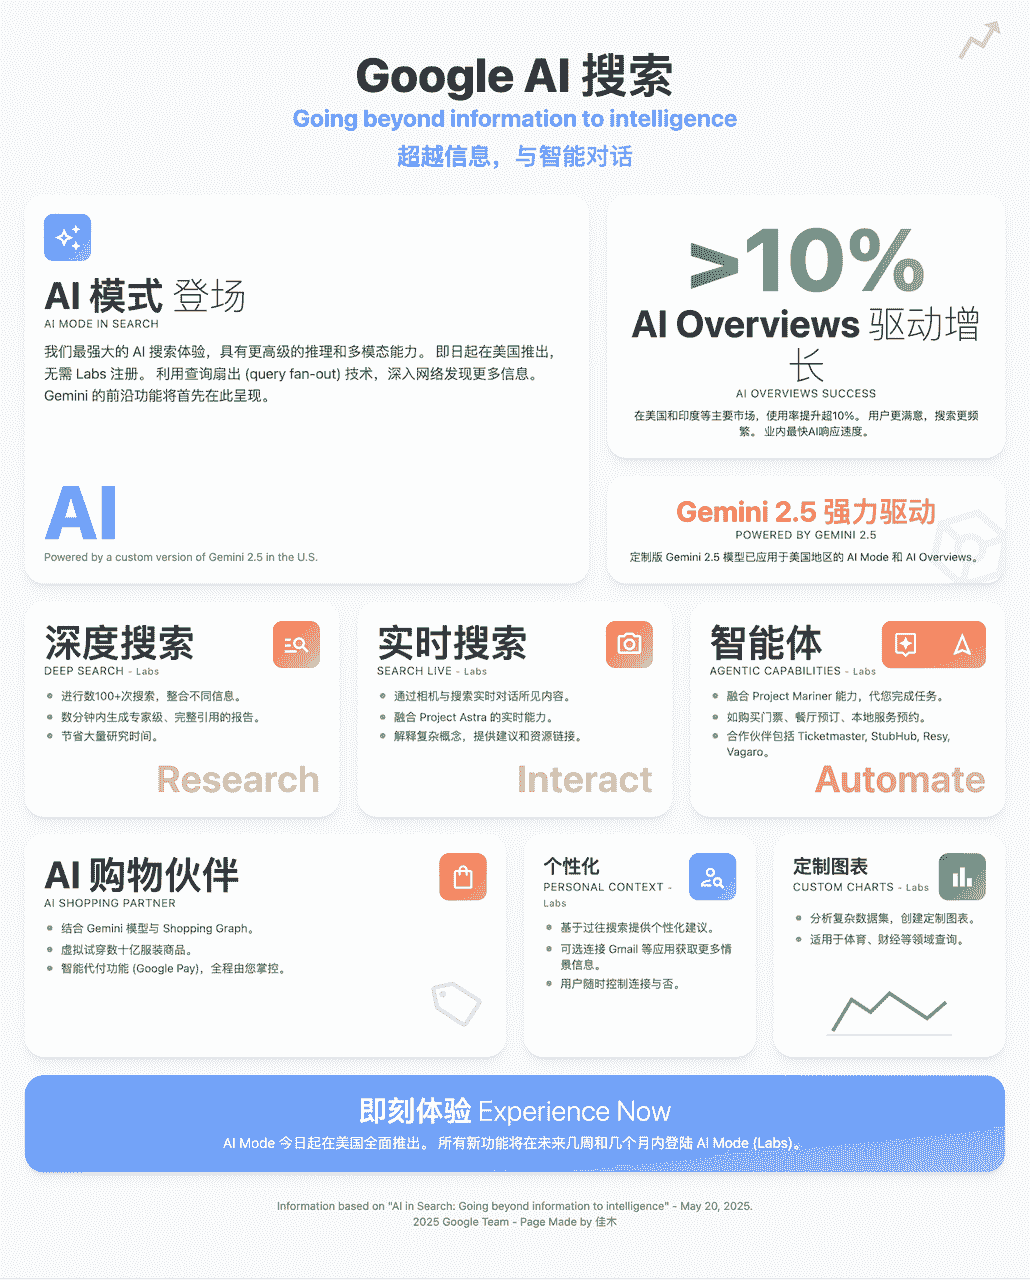 Google AI 搜索
Going beyond information to intelligence
超越信息，与智能对话
AI 模式 登场
AI MODE IN SEARCH
我们最强大的 AI 搜索体验，具有更高级的推理和多模态能力。 即日起在美国推出，
无需 Labs 注册。 利用查询扇出 (query fan-out) 技术，深入网络发现更多信息。
Gemini 的前沿功能将首先在此呈现。
AI
Powered by a custom version of Gemini 2.5 in the U.S.
>10%
AI Overviews 驱动增
长
AI OVERVIEWS SUCCESS
在美国和印度等主要市场，使用率提升超10%。 用户更满意，搜索更频
繁。 业内最快AI响应速度。
Gemini 2.5 强力驱动
POWERED BY GEMINI 2.5
定制版 Gemini 2.5 模型已应用于美国地区的 AI Mode 和 AI Overviews。
深度搜索
DEEP SEARCH - Labs
进行数100+次搜索，整合不同信息。
数分钟内生成专家级、完整引用的报告。
节省大量研究时间。
Research
实时搜索
SEARCH LIVE - Labs
通过相机与搜索实时对话所见内容。
融合 Project Astra 的实时能力。
解释复杂概念，提供建议和资源链接。
Interact
智能体
AGENTIC CAPABILITIES - Labs
融合 Project Mariner 能力，代您完成任务。
如购买门票、餐厅预订、本地服务预约。
合作伙伴包括 Ticketmaster, StubHub, Resy,
Vagaro。
Automate
AI 购物伙伴
AI SHOPPING PARTNER
结合 Gemini 模型与 Shopping Graph。
虚拟试穿数十亿服装商品。
智能代付功能 (Google Pay)，全程由您掌控。
个性化
PERSONAL CONTEXT -
Labs
基于过往搜索提供个性化建议。
可选连接 Gmail 等应用获取更多情
景信息。
用户随时控制连接与否。
定制图表
CUSTOM CHARTS - Labs
分析复杂数据集，创建定制图表。
适用于体育、财经等领域查询。
即刻体验 Experience Now
AI Mode 今日起在美国全面推出。 所有新功能将在未来几周和几个月内登陆 AI Mode (Labs)。
Information based on "AI in Search: Going beyond information to intelligence" - May 20, 2025.
2025 Google Team - Page Made by 佳木